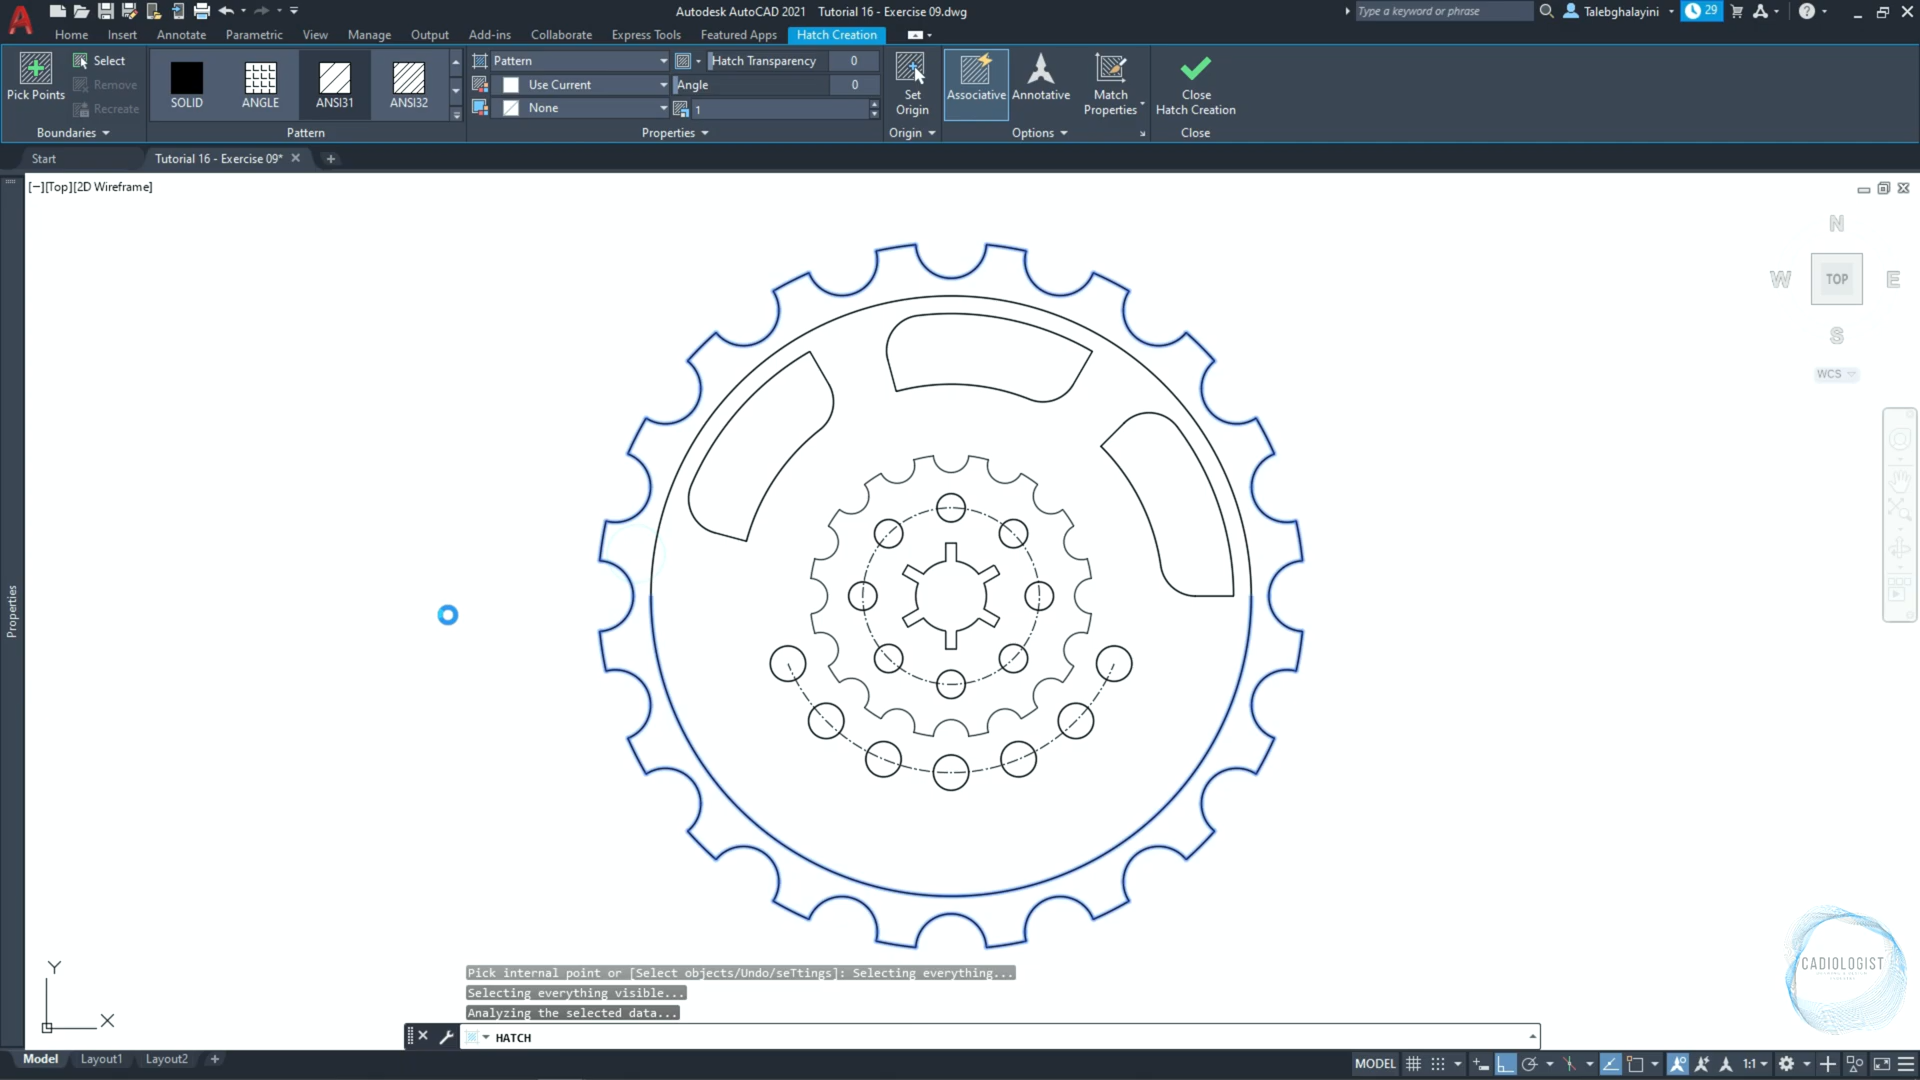 Autodesk AutoCAD 2021 Tutorial 16 - Exercise 09.dwg
Type a keyword or phrase
Talebghalayini
29
Home Insert Annotate Parametric View Manage Output Add-ins Collaborate Express Tools Featured Apps Hatch Creation
Pick Points
Select
Remove
Recreate
Boundaries
SOLID
ANGLE
ANSI31
ANSI32
Pattern
Pattern
Use Current
None
Hatch Transparency 0
Angle 0
1
Properties
Set
Origin
Origin
Associative
Annotative
Match
Properties
Options
Close
Hatch Creation
Close
Start
Tutorial 16 - Exercise 09*
[−][Top][2D Wireframe]
N
W
TOP
E
S
WCS
Properties
Y
X
CADIOLOGIST
Pick internal point or [Select objects/Undo/seTtings]: Selecting everything...
Selecting everything visible...
Analyzing the selected data...
HATCH
Model Layout1 Layout2
MODEL
1:1